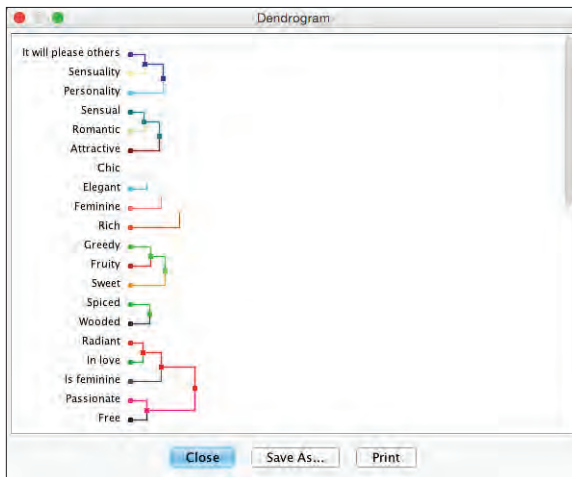 Dendrogram
It will please others
Sensuality
Personality
Sensual
Romantic
Attractive
Chic
Elegant
Feminine
Rich
Greedy
Fruity
Sweet
Spiced
Wooded
Radiant
In love
Is feminine
Passionate
Free
Close Save As... Print